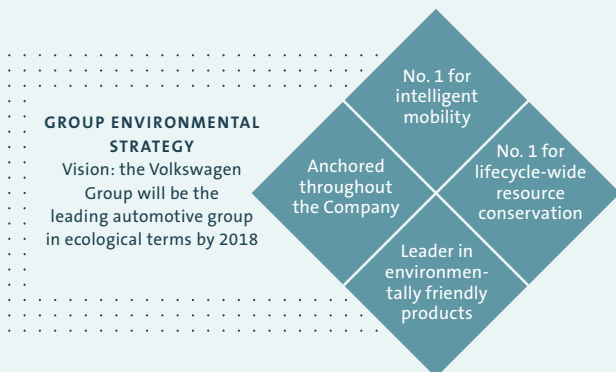 GROUP ENVIRONMENTAL
STRATEGY
Vision: the Volkswagen
Group will be the
leading automotive group
in ecological terms by 2018
No. 1 for
intelligent
mobility
Anchored
throughout
the Company
No. 1 for
lifecycle-wide
resource
conservation
Leader in
environmen-
tally friendly
products